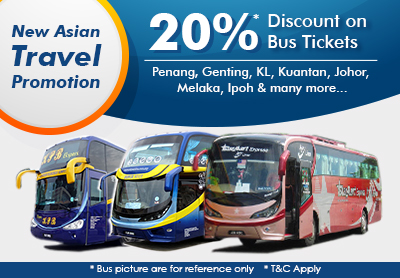 New Asian
Travel
Promotion
20%* Discount on
Bus Tickets
Penang, Genting, KL, Kuantan, Johor,
Melaka, Ipoh & many more...
* Bus picture are for reference only * T&C Apply